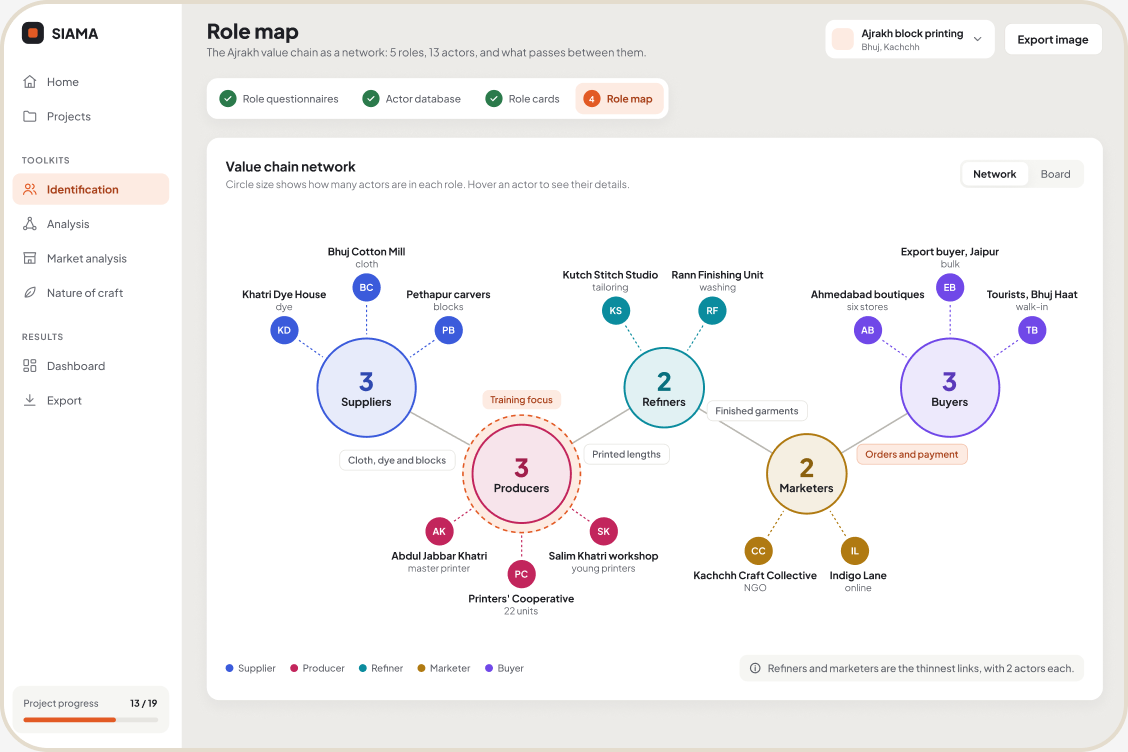 SIAMA
Home
Projects
TOOLKITS
Identification
Analysis
Market analysis
Nature of craft
RESULTS
Dashboard
Export
Project progress
13 / 19
Role map
The Ajrakh value chain as a network: 5 roles, 13 actors, and what passes between them.
Ajrakh block printing
Bhuj, Kachchh
Export image
Role questionnaires
Actor database
Role cards
4 Role map
Value chain network
Circle size shows how many actors are in each role. Hover an actor to see their details.
Network
Board
Bhuj Cotton Mill
cloth
BC
Khatri Dye House
dye
KD
Pethapur carvers
blocks
PB
3
Suppliers
Kutch Stitch Studio
tailoring
KS
Rann Finishing Unit
washing
RF
2
Refiners
Export buyer, Jaipur
bulk
EB
Ahmedabad boutiques
six stores
AB
Tourists, Bhuj Haat
walk-in
TB
3
Buyers
Training focus
Finished garments
Cloth, dye and blocks
Printed lengths
Orders and payment
3
Producers
2
Marketers
AK
Abdul Jabbar Khatri
master printer
SK
Salim Khatri workshop
young printers
PC
Printers' Cooperative
22 units
CC
Kachchh Craft Collective
NGO
IL
Indigo Lane
online
Supplier
Producer
Refiner
Marketer
Buyer
Refiners and marketers are the thinnest links, with 2 actors each.